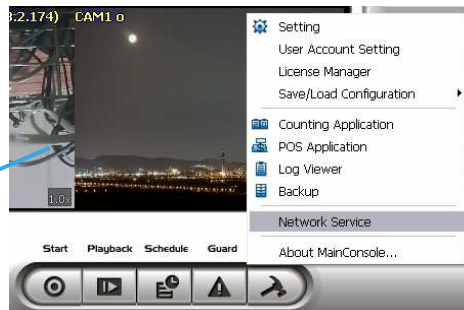 3.2.174) CAM1 o
1.0x
Setting
User Account Setting
License Manager
Save/Load Configuration
Counting Application
POS Application
Log Viewer
Backup
Network Service
About MainConsole...
Start Playback Schedule Guard